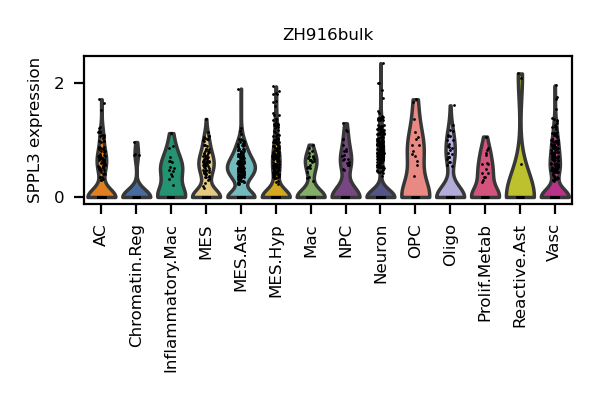 ZH916bulk
SPPL3 expression
2
0
AC
Chromatin.Reg
Inflammatory.Mac
MES
MES.Ast
MES.Hyp
Mac
NPC
Neuron
OPC
Oligo
Prolif.Metab
Reactive.Ast
Vasc